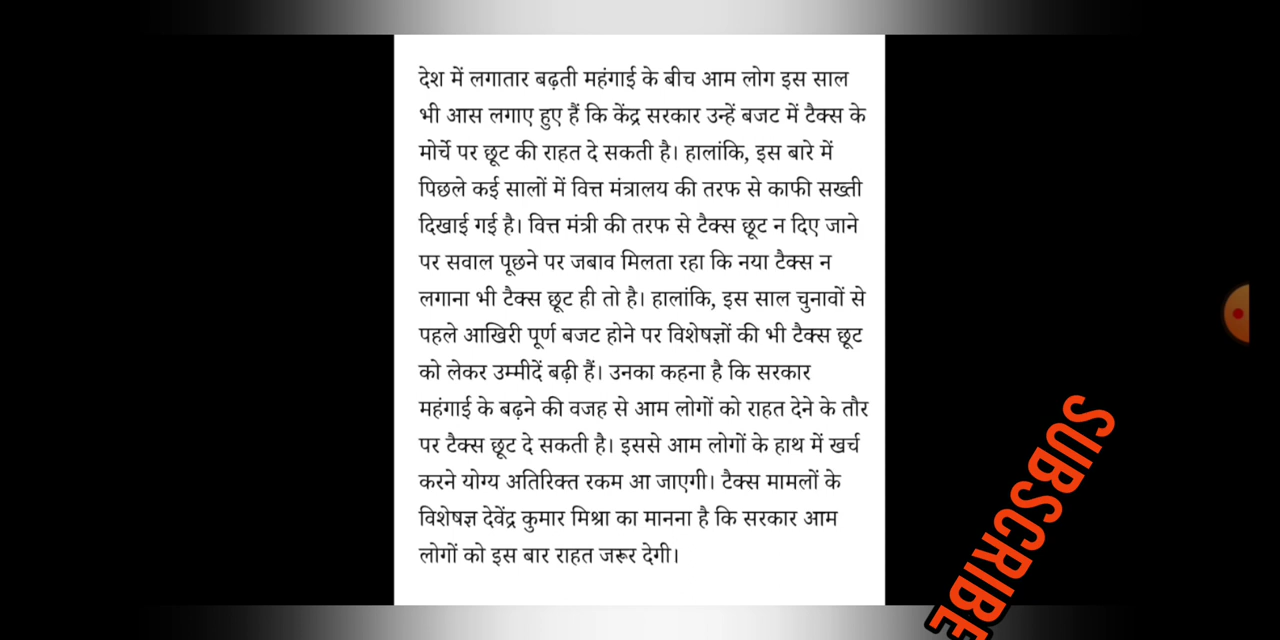 देश में लगातार बढ़ती महंगाई के बीच आम लोग इस साल
भी आस लगाए हुए हैं कि केंद्र सरकार उन्हें बजट में टैक्स के
मोर्चे पर छूट की राहत दे सकती है। हालांकि, इस बारे में
पिछले कई सालों में वित्त मंत्रालय की तरफ से काफी सख्ती
दिखाई गई है। वित्त मंत्री की तरफ से टैक्स छूट न दिए जाने
पर सवाल पूछने पर जबाव मिलता रहा कि नया टैक्स न
लगाना भी टैक्स छूट ही तो है। हालांकि, इस साल चुनावों से
पहले आखिरी पूर्ण बजट होने पर विशेषज्ञों की भी टैक्स छूट
को लेकर उम्मीदें बढ़ी हैं। उनका कहना है कि सरकार
महंगाई के बढ़ने की वजह से आम लोगों को राहत देने के तौर
पर टैक्स छूट दे सकती है। इससे आम लोगों के हाथ में खर्च
करने योग्य अतिरिक्त रकम आ जाएगी। टैक्स मामलों के
विशेषज्ञ देवेंद्र कुमार मिश्रा का मानना है कि सरकार आम
लोगों को इस बार राहत जरूर देगी।
SUBSCRIBE